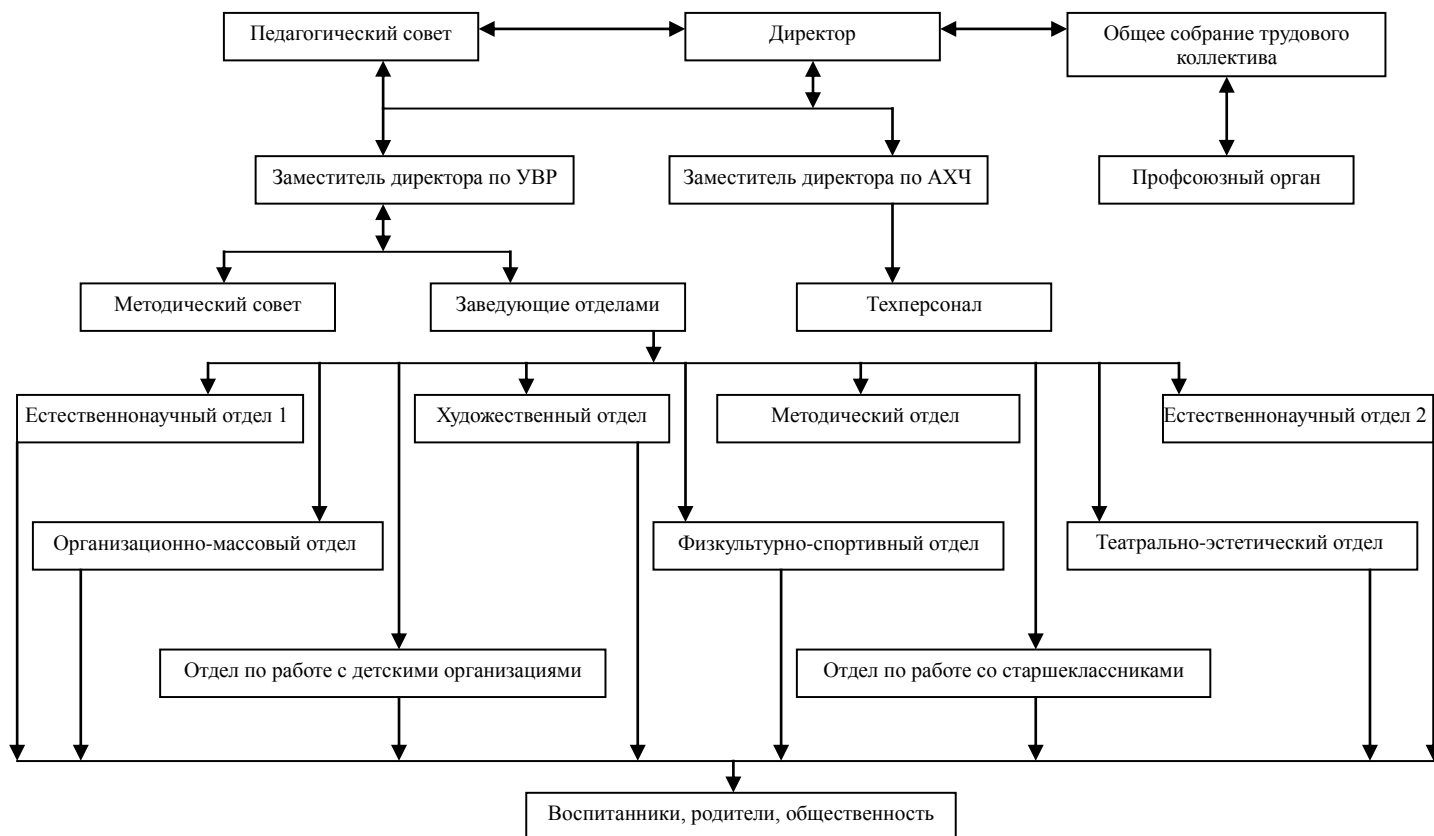 Педагогический совет
Директор
Общее собрание трудового
коллектива
Заместитель директора по УВР
Заместитель директора по АХЧ
Профсоюзный орган
Методический совет
Заведующие отделами
Техперсонал
Естественнонаучный отдел 1
Художественный отдел
Методический отдел
Естественнонаучный отдел 2
Организационно-массовый отдел
Физкультурно-спортивный отдел
Театрально-эстетический отдел
Отдел по работе с детскими организациями
Отдел по работе со старшеклассниками
Воспитанники, родители, общественность